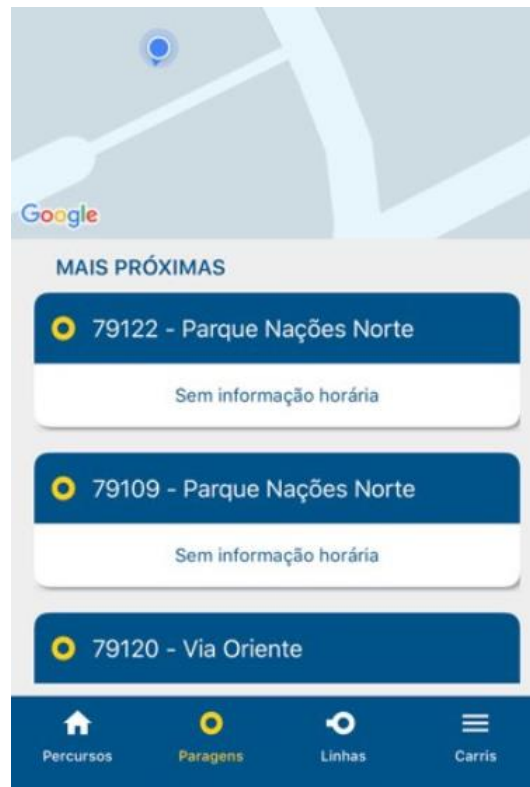 Google
MAIS PRÓXIMAS
79122 - Parque Nações Norte
Sem informação horária
79109 - Parque Nações Norte
Sem informação horária
79120 - Via Oriente
Percursos
Paragens
Linhas
Carris